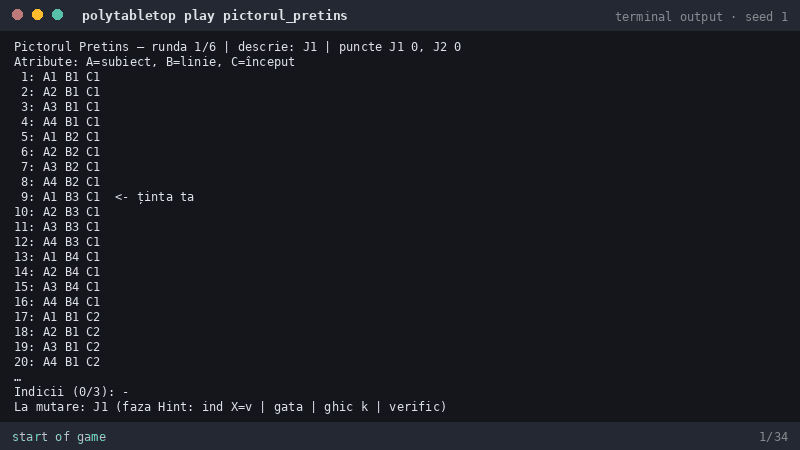 polytabletop play pictorul_pretins
terminal output · seed 1
Pictorul Pretins — runda 1/6 | descrie: J1 | puncte J1 0, J2 0
Atribute: A=subiect, B=linie, C=început
1: A1 B1 C1
2: A2 B1 C1
3: A3 B1 C1
4: A4 B1 C1
5: A1 B2 C1
6: A2 B2 C1
7: A3 B2 C1
8: A4 B2 C1
9: A1 B3 C1 <- ținta ta
10: A2 B3 C1
11: A3 B3 C1
12: A4 B3 C1
13: A1 B4 C1
14: A2 B4 C1
15: A3 B4 C1
16: A4 B4 C1
17: A1 B1 C2
18: A2 B1 C2
19: A3 B1 C2
20: A4 B1 C2
…
Indicii (0/3): -
La mutare: J1 (faza Hint: ind X=v | gata | ghic k | verific)
start of game
1/34